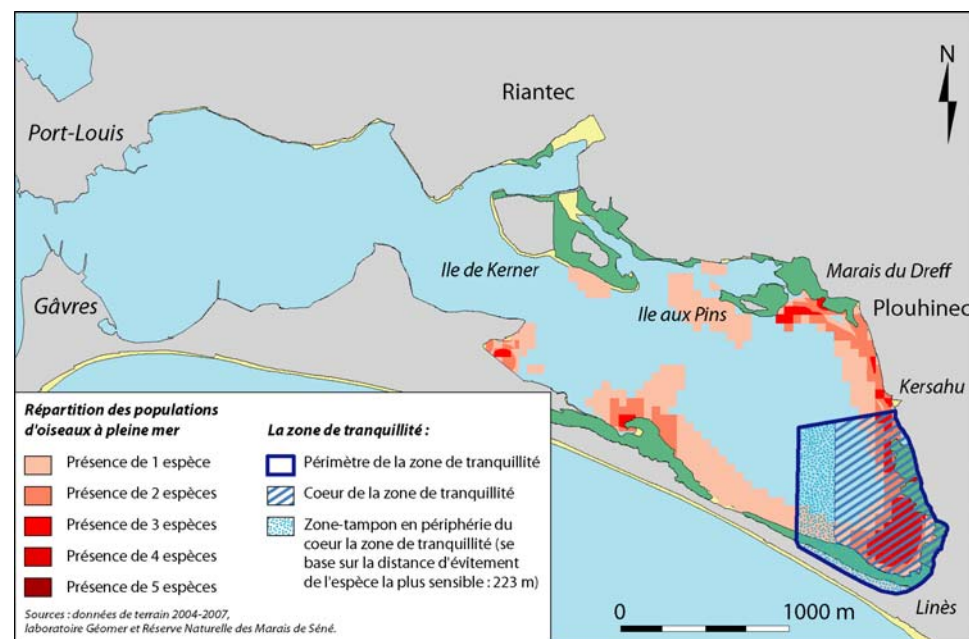 N
Riantec
Port-Louis
Ile de Kerner
Marais du Dreff
Gâvres
Ile aux Pins
Plouhinec
Kersahu
Répartition des populations
d'oiseaux à pleine mer
Présence de 1 espèce
Présence de 2 espèces
Présence de 3 espèces
Présence de 4 espèces
Présence de 5 espèces
La zone de tranquillité :
Périmètre de la zone de tranquillité
Coeur de la zone de tranquillité
Zone-tampon en périphérie du
coeur la zone de tranquillité (se
base sur la distance d'évitement
de l'espèce la plus sensible : 223 m)
Sources : données de terrain 2004-2007,
laboratoire Géomer et Réserve Naturelle des Marais de Séné.
Linès
0 1000 m